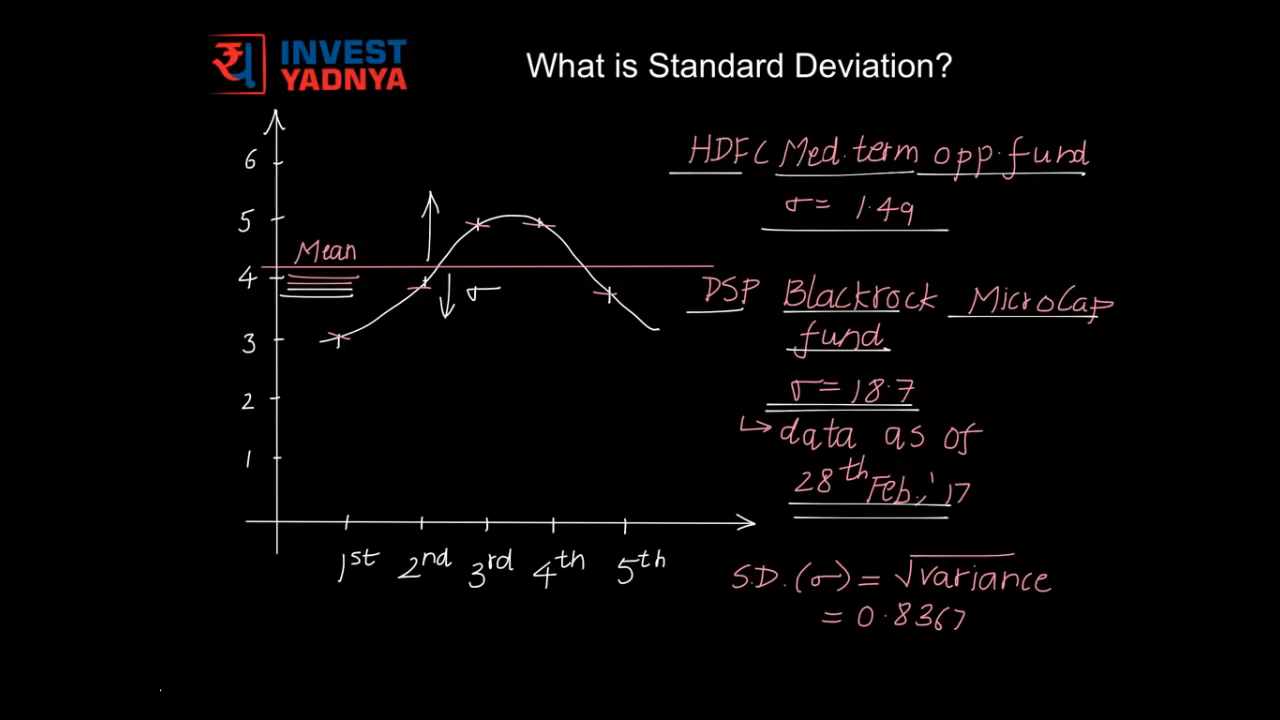 य
INVEST
YADNYA
What is Standard Deviation?
6
5
4
3
2
1
Mean
σ
1st 2nd 3rd 4th 5th
HDFC Med. term opp. fund
σ = 1.49
DSP Blackrock MicroCap
fund
σ = 18.7
↳ data as of
28th Feb.,'17
S.D. (σ) = √variance
= 0.8367